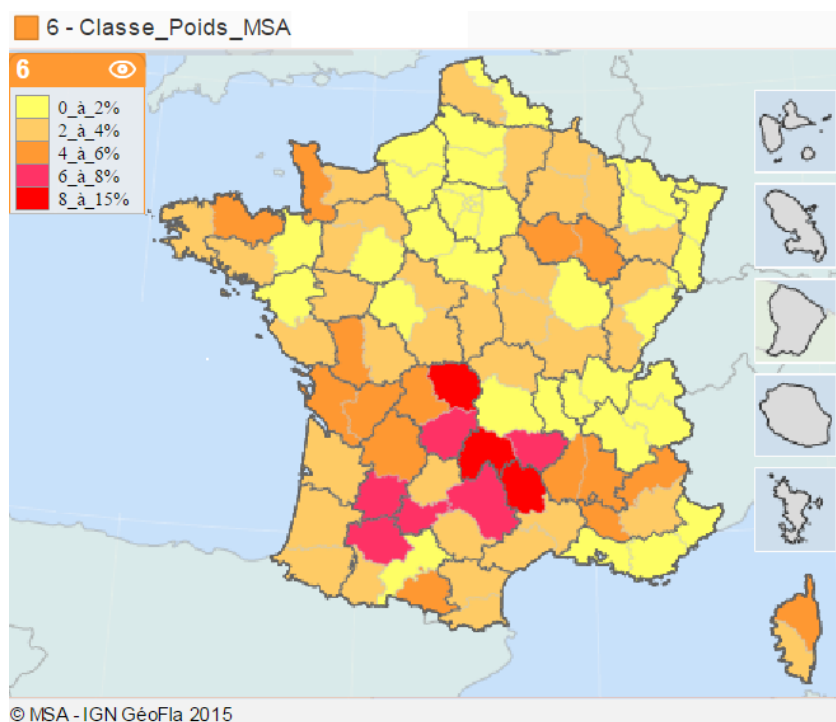 6 - Classe_Poids_MSA
6
0_à_2%
2_à_4%
4_à_6%
6_à_8%
8_à_15%
© MSA - IGN GéoFla 2015